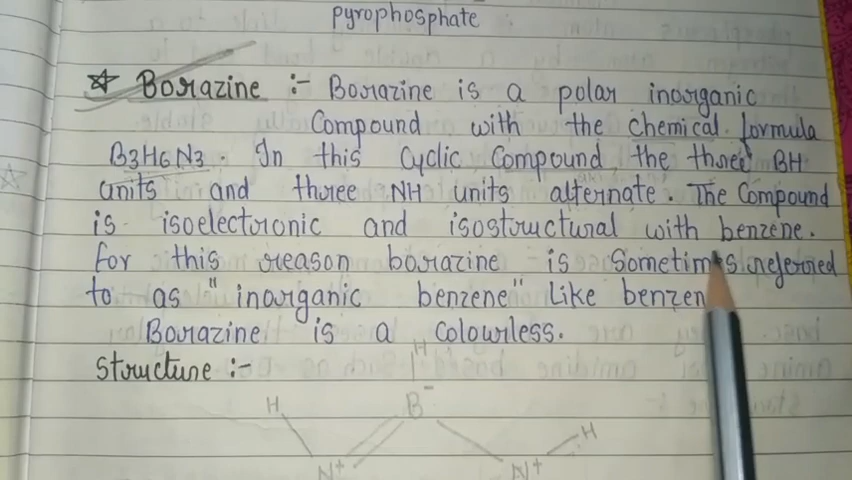 pyrophosphate
☆ Borazine :- Borazine is a polar inorganic
Compound with the chemical formula
B3H6N3. In this cyclic Compound the three BH
units and three NH units alternate. The Compound
is isoelectronic and isostructural with benzene.
for this reason borazine is Sometimes referred
to as "inorganic benzene" like benzen
Borazine is a colourless.
Structure :-
H
H B⁻
H
N⁺ N⁺